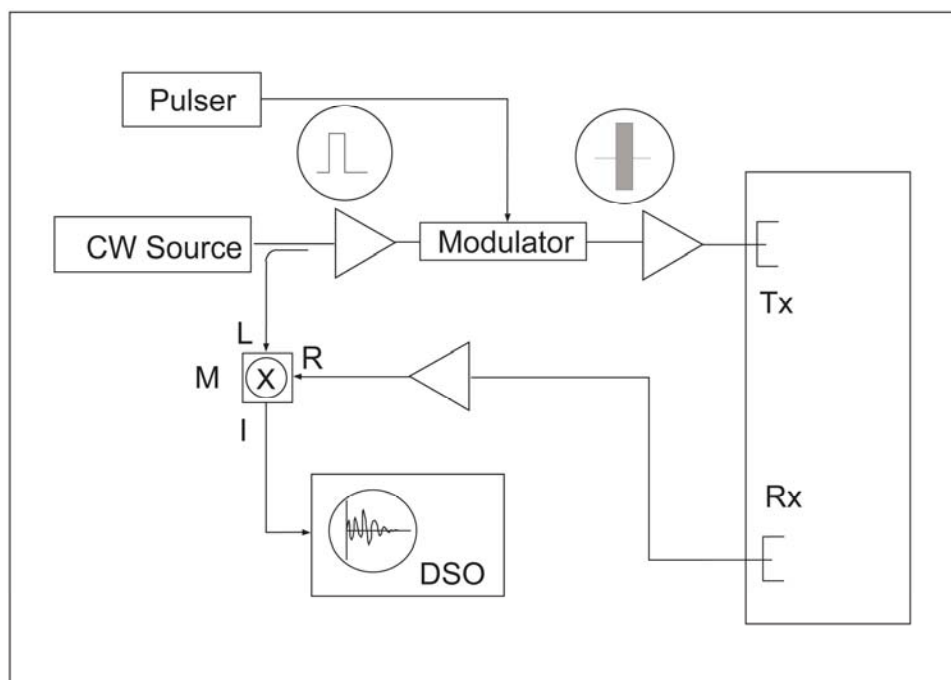 Pulser
CW Source
Modulator
Tx
L
R
M
X
I
Rx
DSO